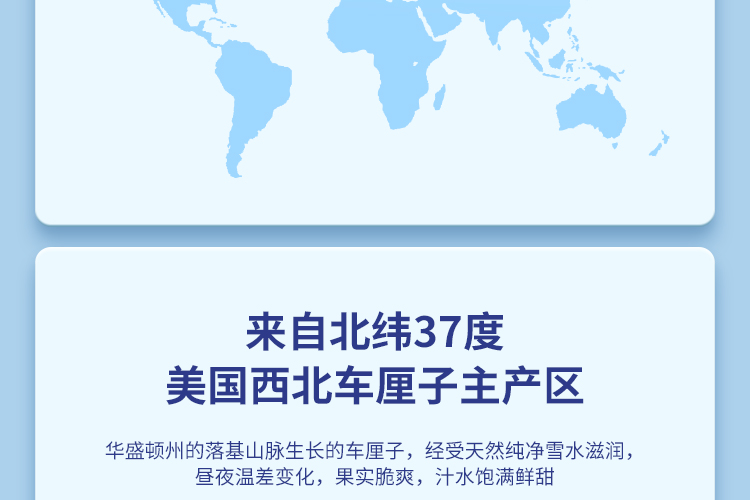 来自北纬37度
美国西北车厘子主产区
华盛顿州的落基山脉生长的车厘子，经受天然纯净雪水滋润，
昼夜温差变化，果实脆爽，汁水饱满鲜甜